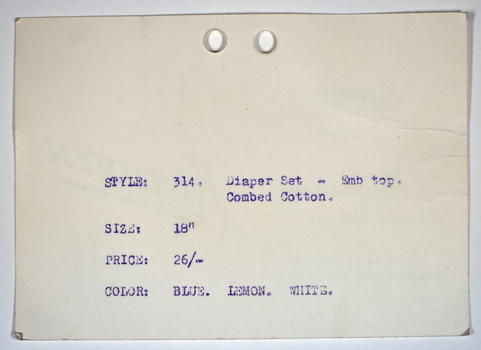 STYLE: 314. Diaper Set - Emb top.
Combed Cotton.
SIZE: 18"
PRICE: 26/-
COLOR: BLUE. LEMON. WHITE.